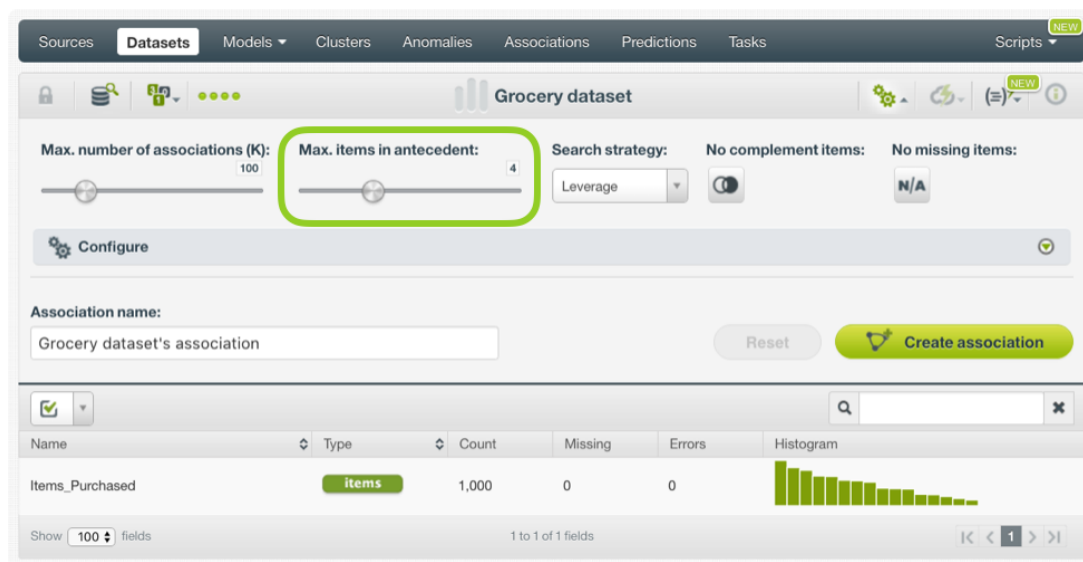 NEW
Sources Datasets Models Clusters Anomalies Associations Predictions Tasks Scripts
Grocery dataset NEW
Max. number of associations (K): Max. items in antecedent: Search strategy: No complement items: No missing items:
100 4
Leverage N/A
Configure
Association name:
Grocery dataset's association Reset Create association
Name Type Count Missing Errors Histogram
Items_Purchased items 1,000 0 0
Show 100 fields 1 to 1 of 1 fields 1